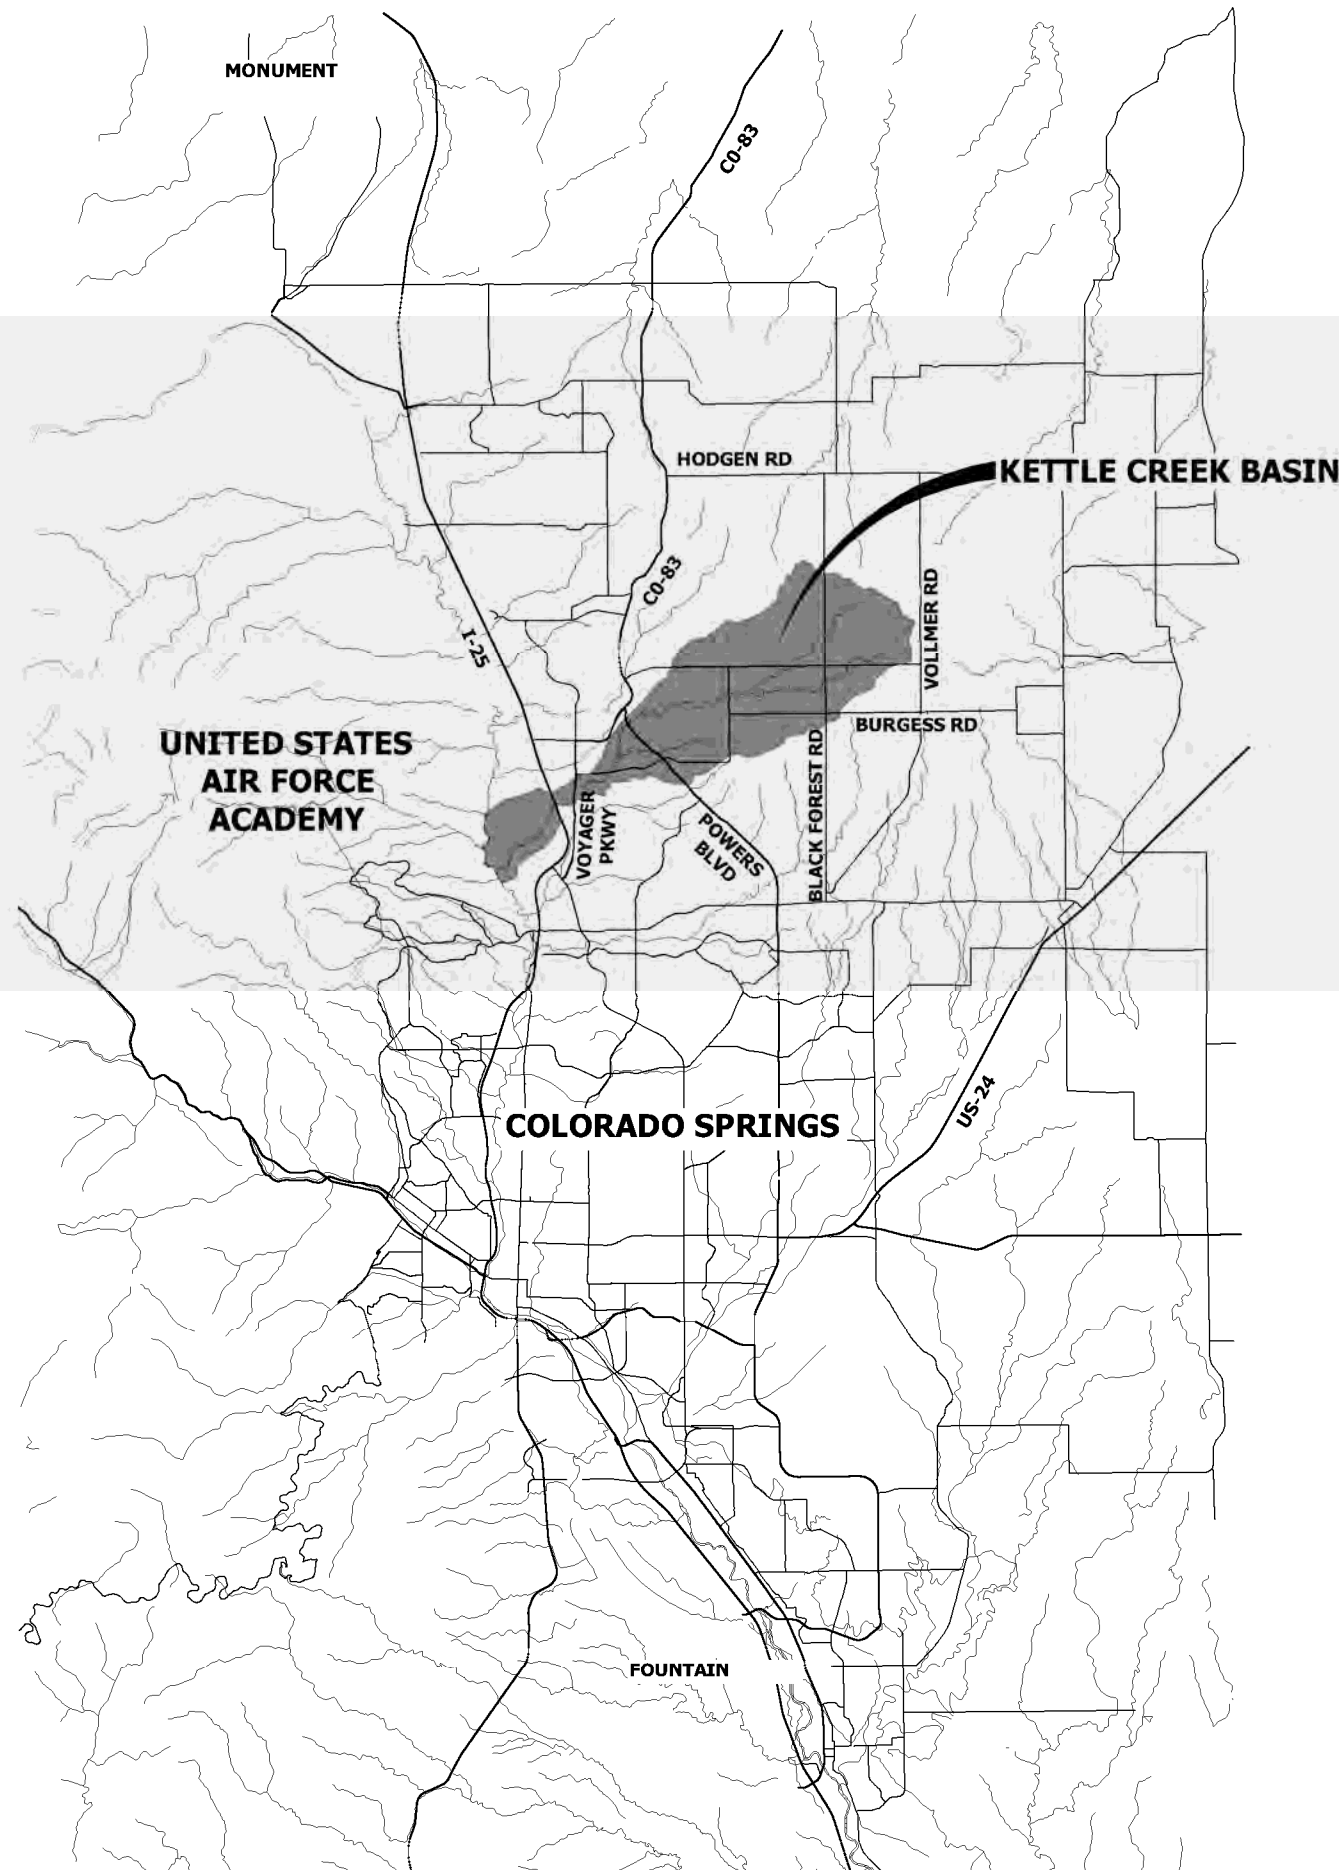 MONUMENT
C0-83
HODGEN RD
KETTLE CREEK BASIN
C0-83
VOLLMER RD
I-25
BURGESS RD
UNITED STATES
AIR FORCE
ACADEMY
VOYAGER
PKWY
POWERS
BLVD
BLACK FOREST RD
US-24
COLORADO SPRINGS
FOUNTAIN